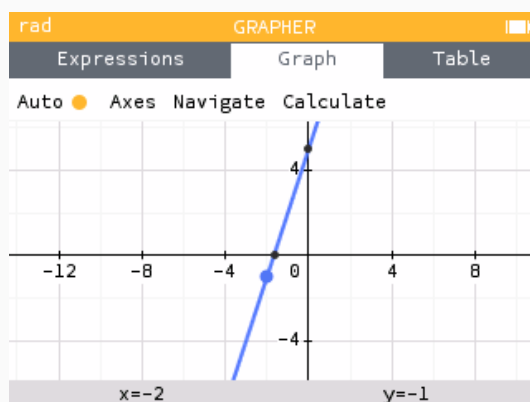 rad GRAPHER
Expressions Graph Table
Auto Axes Navigate Calculate
4
-12 -8 -4 0 4 8
-4
x=-2 y=-1